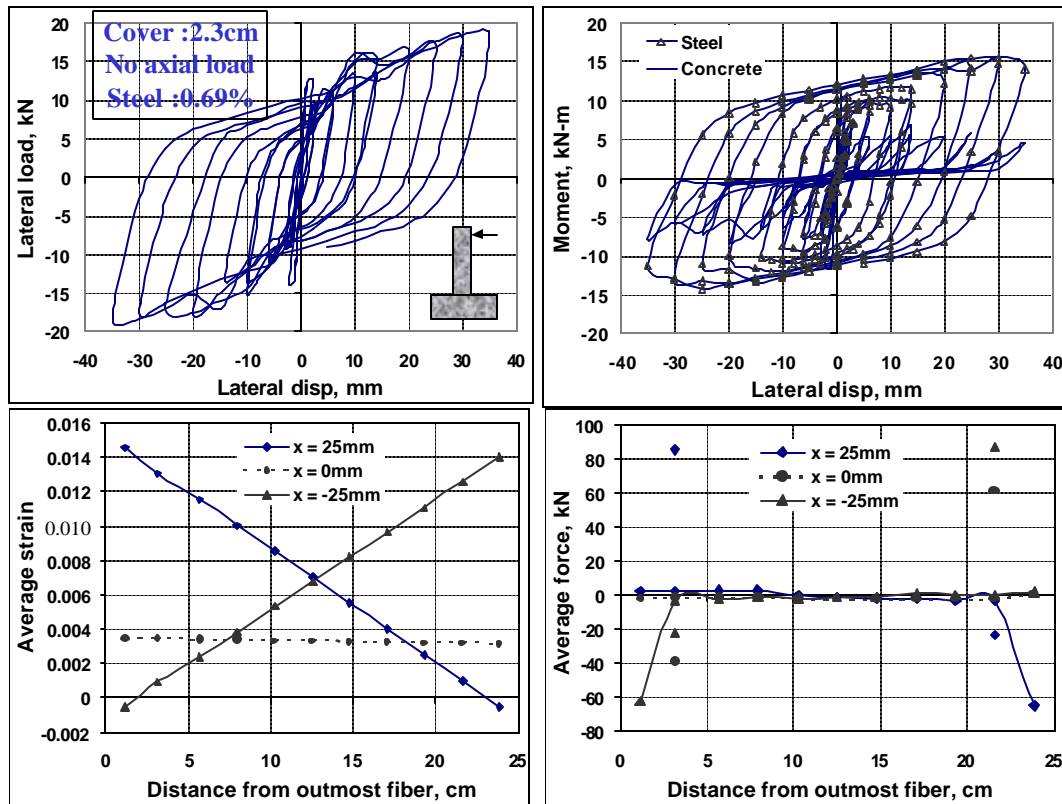 Cover :2.3cm
No axial load
Steel :0.69%
Lateral load, kN
20
15
10
5
0
-5
-10
-15
-20
-40 -30 -20 -10 0 10 20 30 40
Lateral disp, mm
Steel
Concrete
Moment, kN-m
20
15
10
5
0
-5
-10
-15
-20
-40 -30 -20 -10 0 10 20 30 40
Lateral disp, mm
x = 25mm
x = 0mm
x = -25mm
Average strain
0.016
0.014
0.012
0.010
0.008
0.006
0.004
0.002
0
-0.002
0 5 10 15 20 25
Distance from outmost fiber, cm
x = 25mm
x = 0mm
x = -25mm
Average force, kN
100
80
60
40
20
0
-20
-40
-60
-80
0 5 10 15 20 25
Distance from outmost fiber, cm